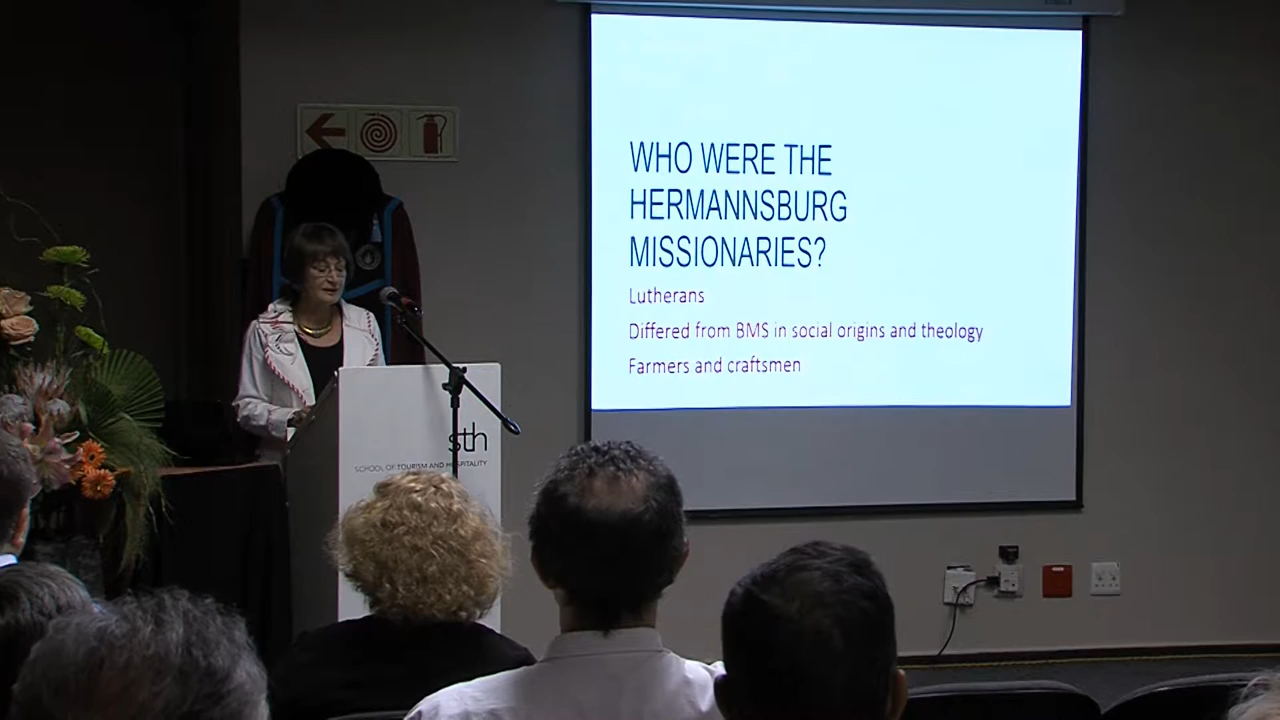 WHO WERE THE
HERMANNSBURG
MISSIONARIES?
Lutherans
Differed from BMS in social origins and theology
Farmers and craftsmen
sth
SCHOOL OF TOURISM AND HOSPITALITY